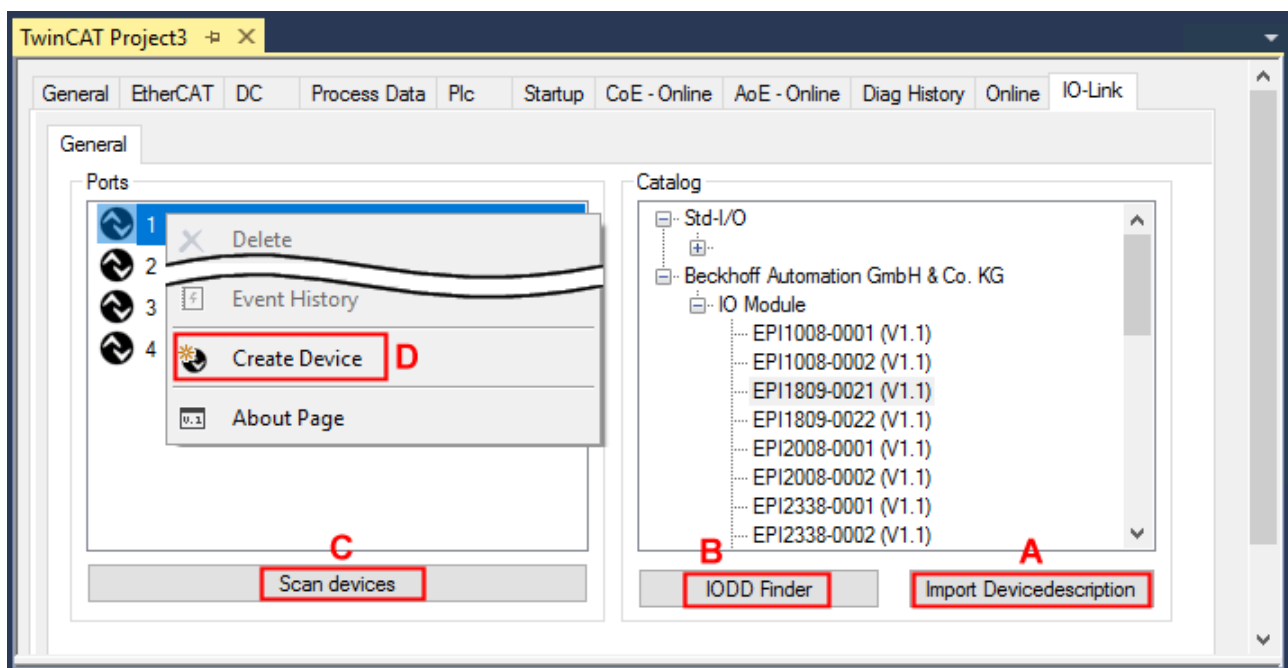 TwinCAT Project3
General EtherCAT DC Process Data Plc Startup CoE - Online AoE - Online Diag History Online IO-Link
General
Ports
1
2
3
4
Delete
Event History
Create Device D
v.1 About Page
C
Scan devices
Catalog
Std-I/O
Beckhoff Automation GmbH & Co. KG
IO Module
EPI1008-0001 (V1.1)
EPI1008-0002 (V1.1)
EPI1809-0021 (V1.1)
EPI1809-0022 (V1.1)
EPI2008-0001 (V1.1)
EPI2008-0002 (V1.1)
EPI2338-0001 (V1.1)
EPI2338-0002 (V1.1)
B A
IODD Finder Import Devicedescription